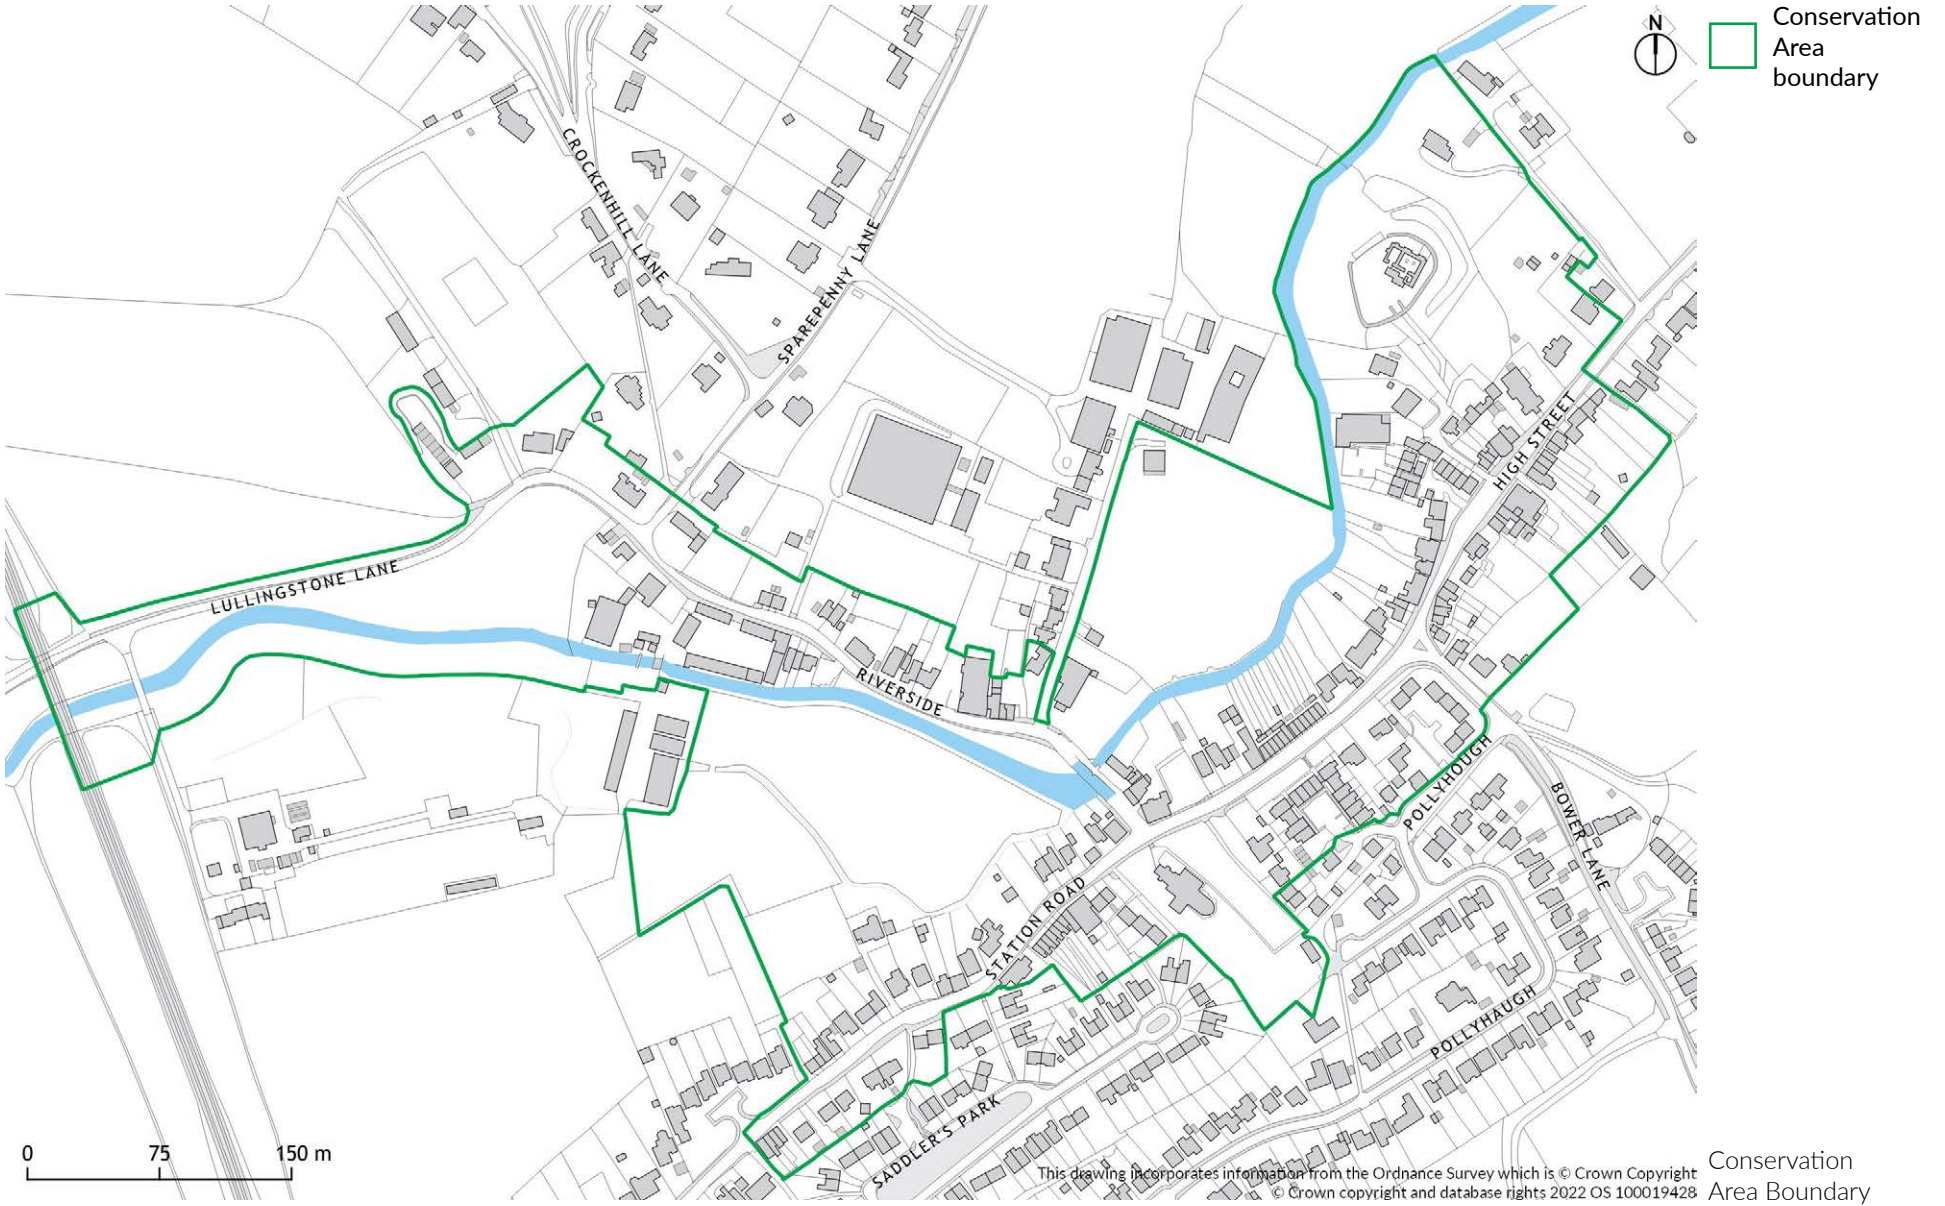 N
Conservation
Area
boundary
CROCKENHILL LANE
SPAREPENNY LANE
HIGH STREET
LULLINGSTONE LANE
RIVERSIDE
POLLYHOUGH
BOWER LANE
STATION ROAD
POLLYHAUGH
SADDLER'S PARK
0 75 150 m
This drawing incorporates information from the Ordnance Survey which is © Crown Copyright
© Crown copyright and database rights 2022 OS 100019428
Conservation
Area Boundary